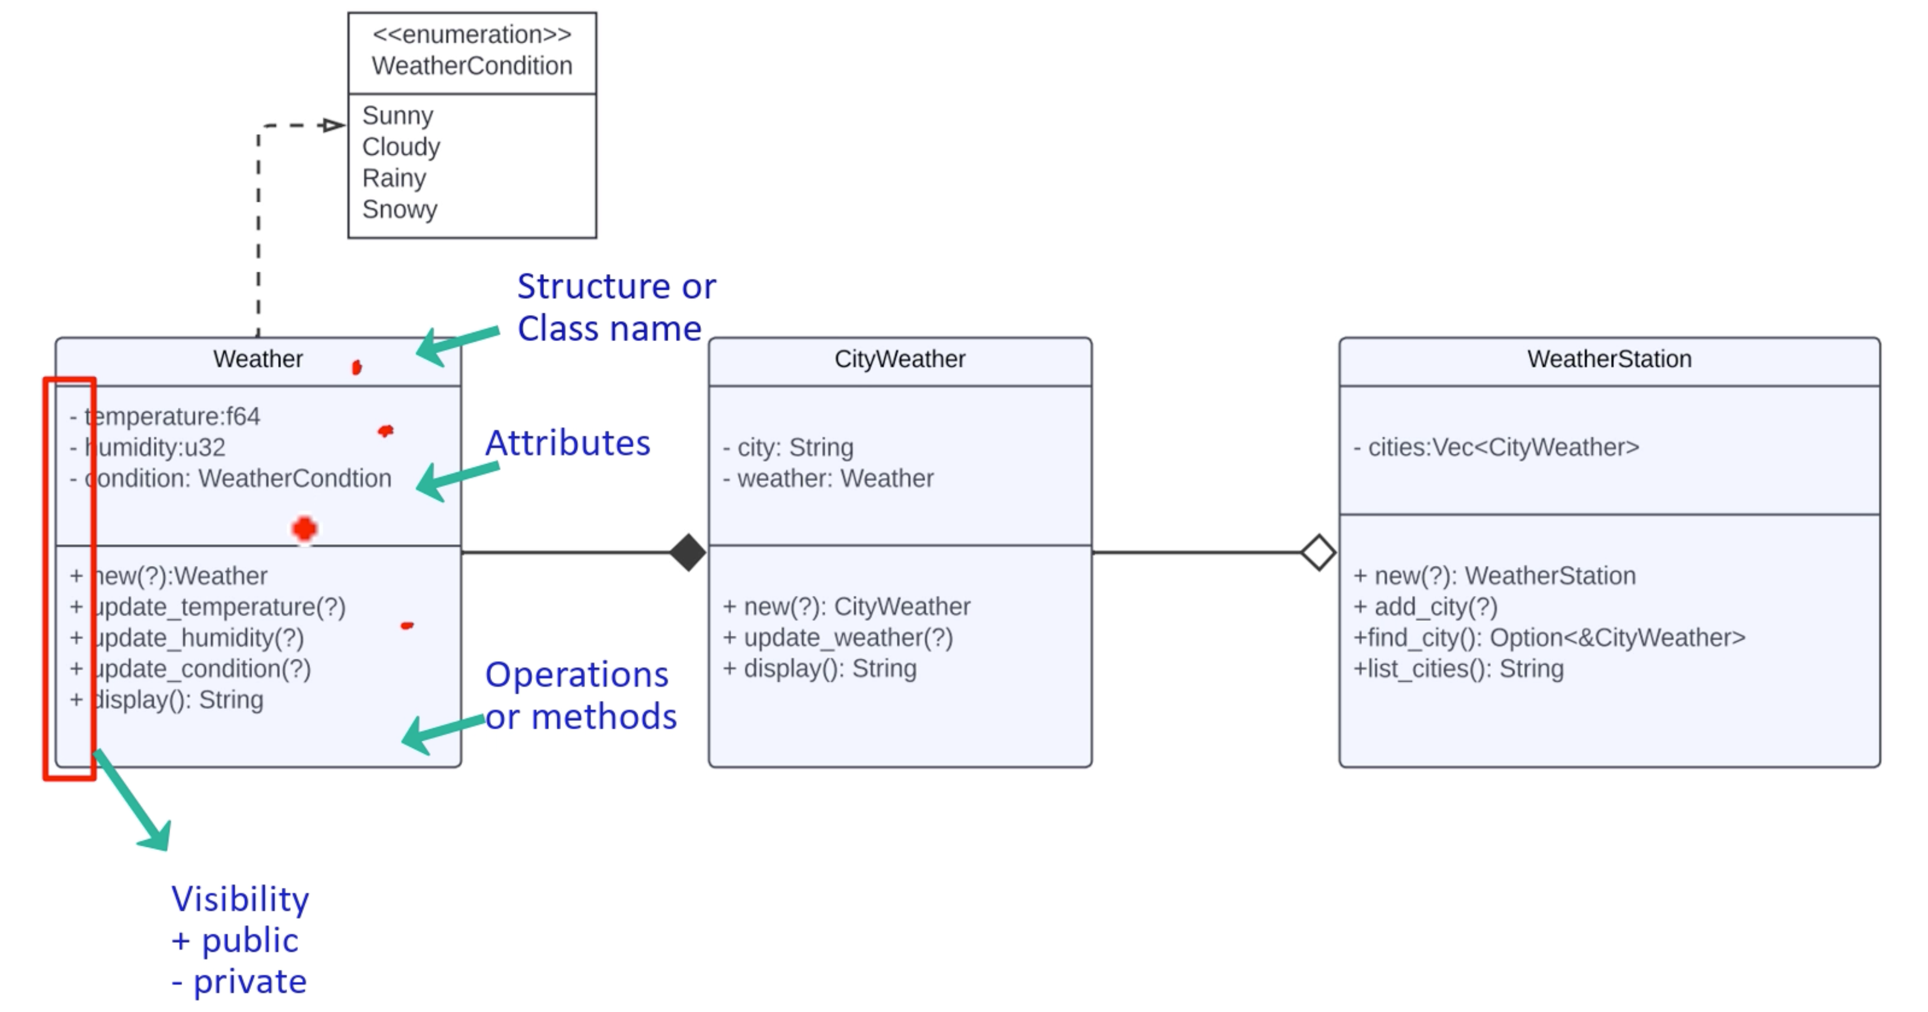 <<enumeration>>
WeatherCondition
Sunny
Cloudy
Rainy
Snowy
Structure or
Class name
Weather
- temperature:f64
- humidity:u32
- condition: WeatherCondtion
+ new(?):Weather
+ update_temperature(?)
+ update_humidity(?)
+ update_condition(?)
+ display(): String
Attributes
Operations
or methods
CityWeather
- city: String
- weather: Weather
+ new(?): CityWeather
+ update_weather(?)
+ display(): String
WeatherStation
- cities:Vec<CityWeather>
+ new(?): WeatherStation
+ add_city(?)
+find_city(): Option<&CityWeather>
+list_cities(): String
Visibility
+ public
- private